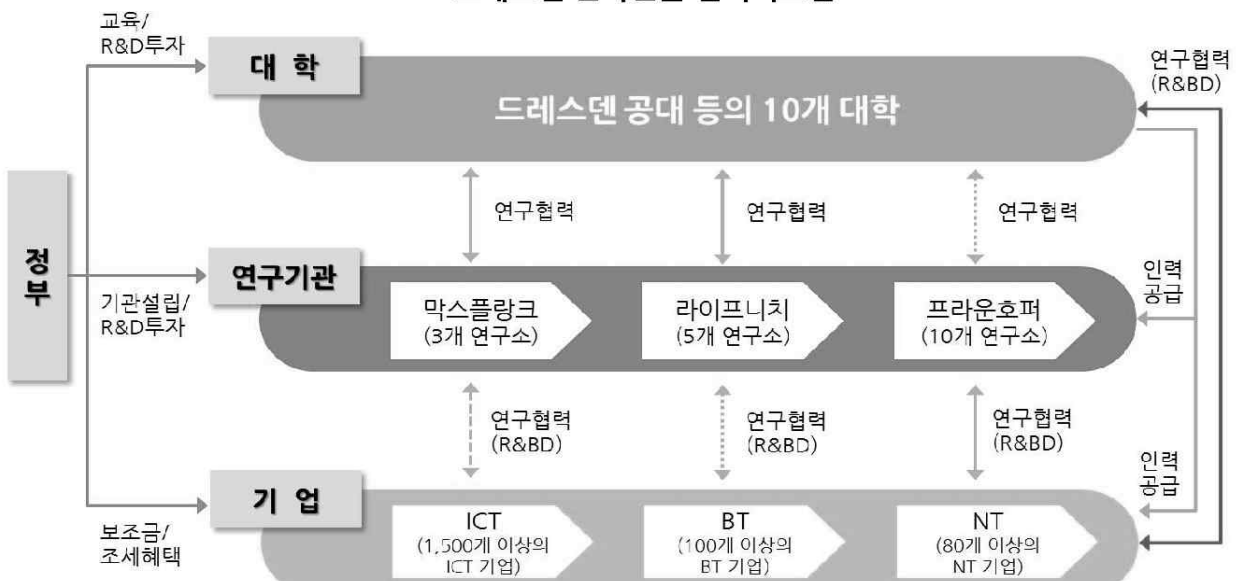 교육/
R&D투자
대 학
드레스덴 공대 등의 10개 대학
연구협력
(R&BD)
연구협력
연구협력
연구협력
정
부
연구기관
기관설립/
R&D투자
막스플랑크
(3개 연구소)
라이프니치
(5개 연구소)
프라운호퍼
(10개 연구소)
인력
공급
연구협력
(R&BD)
연구협력
(R&BD)
연구협력
(R&BD)
인력
공급
기 업
보조금/
조세혜택
ICT
(1,500개 이상의
ICT 기업)
BT
(100개 이상의
BT 기업)
NT
(80개 이상의
NT 기업)